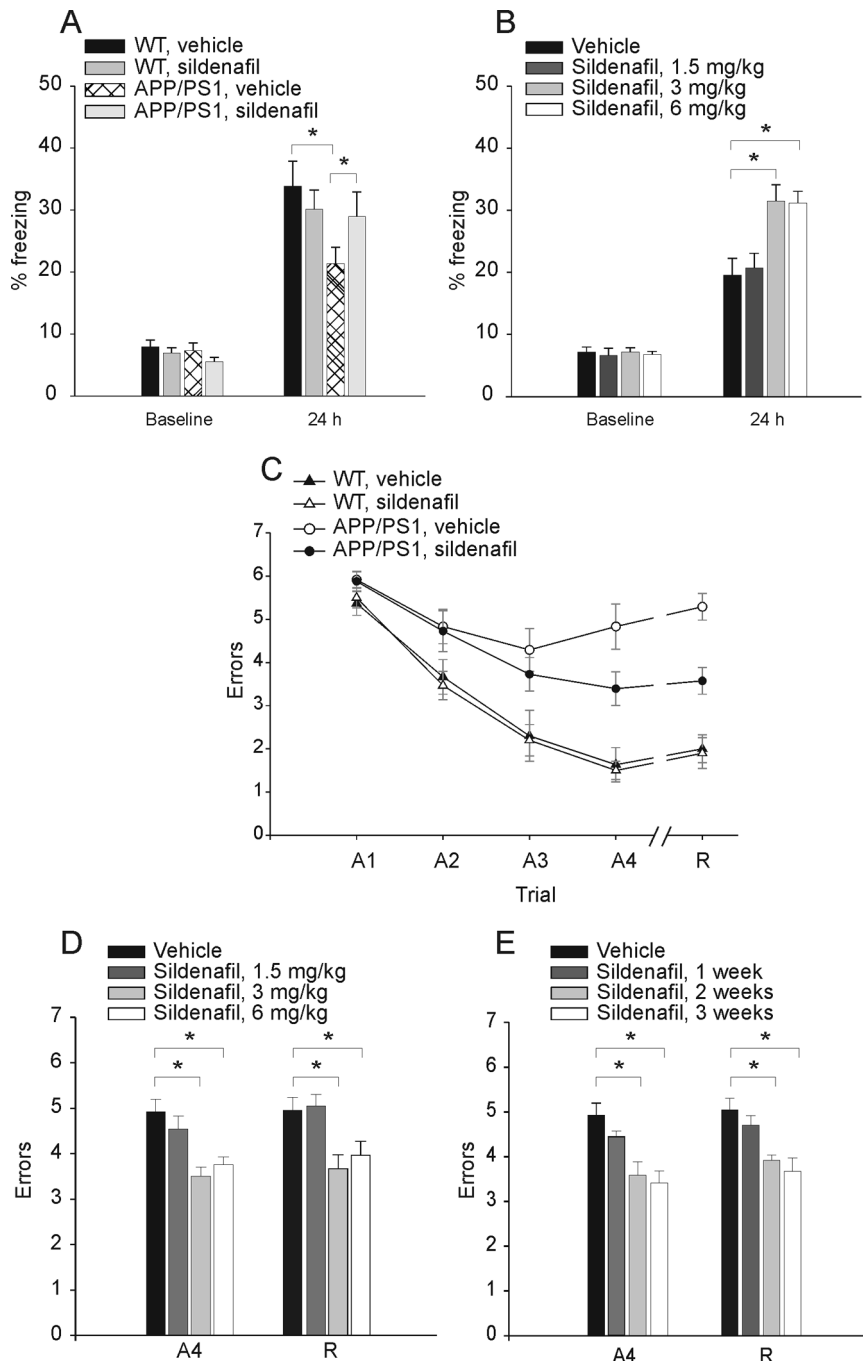 A
WT, vehicle
WT, sildenafil
APP/PS1, vehicle
APP/PS1, sildenafil
50
40
30
20
10
0
% freezing
*
*
Baseline
24 h
B
Vehicle
Sildenafil, 1.5 mg/kg
Sildenafil, 3 mg/kg
Sildenafil, 6 mg/kg
50
40
30
20
10
0
% freezing
*
*
Baseline
24 h
C
WT, vehicle
WT, sildenafil
APP/PS1, vehicle
APP/PS1, sildenafil
7
6
5
4
3
2
1
0
Errors
A1
A2
A3
A4
R
Trial
D
Vehicle
Sildenafil, 1.5 mg/kg
Sildenafil, 3 mg/kg
Sildenafil, 6 mg/kg
7
6
5
4
3
2
1
0
Errors
*
*
*
*
A4
R
E
Vehicle
Sildenafil, 1 week
Sildenafil, 2 weeks
Sildenafil, 3 weeks
7
6
5
4
3
2
1
0
Errors
*
*
*
*
A4
R